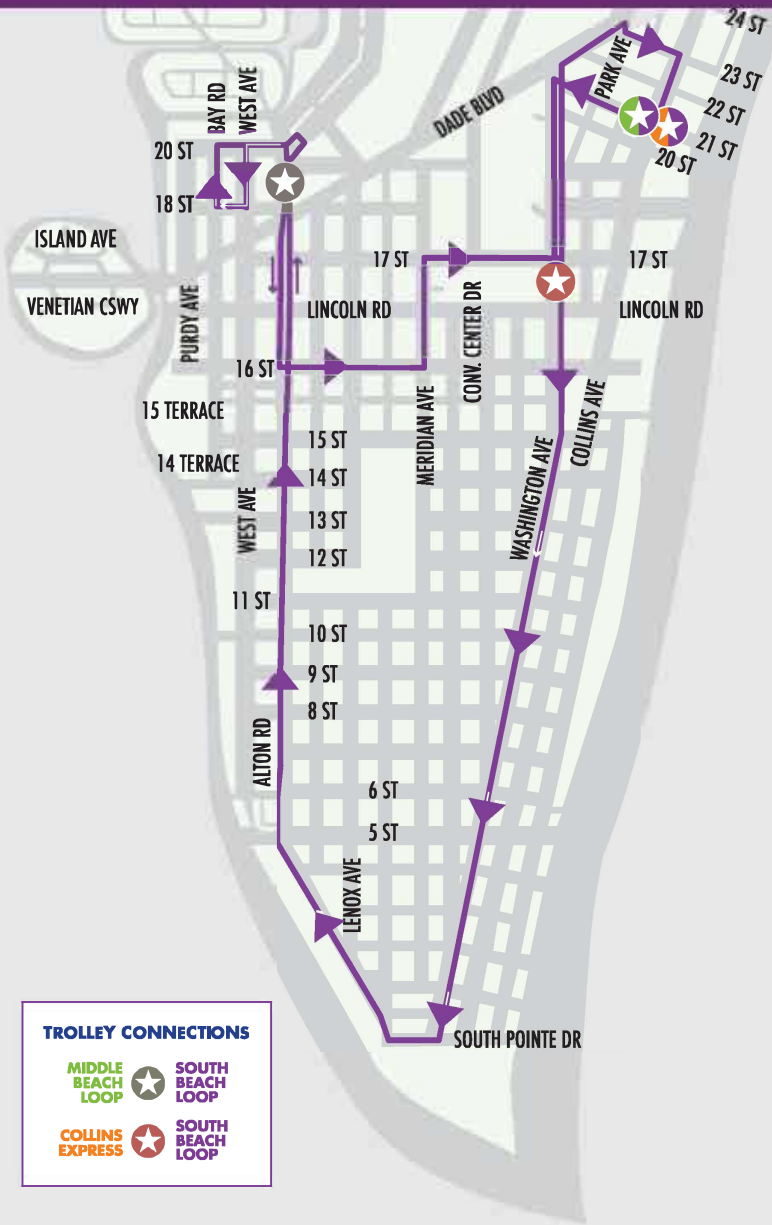 24 ST
PARK AVE
23 ST
BAY RD
WEST AVE
22 ST
DADE BLVD
21 ST
20 ST
20 ST
18 ST
ISLAND AVE
17 ST
17 ST
VENETIAN CSWY
PURDY AVE
LINCOLN RD
CONV. CENTER DR
LINCOLN RD
16 ST
MERIDIAN AVE
COLLINS AVE
15 TERRACE
15 ST
WASHINGTON AVE
14 TERRACE
14 ST
WEST AVE
13 ST
12 ST
11 ST
10 ST
9 ST
8 ST
ALTON RD
6 ST
5 ST
LENOX AVE
SOUTH POINTE DR
TROLLEY CONNECTIONS
MIDDLE
BEACH
LOOP
SOUTH
BEACH
LOOP
COLLINS
EXPRESS
SOUTH
BEACH
LOOP